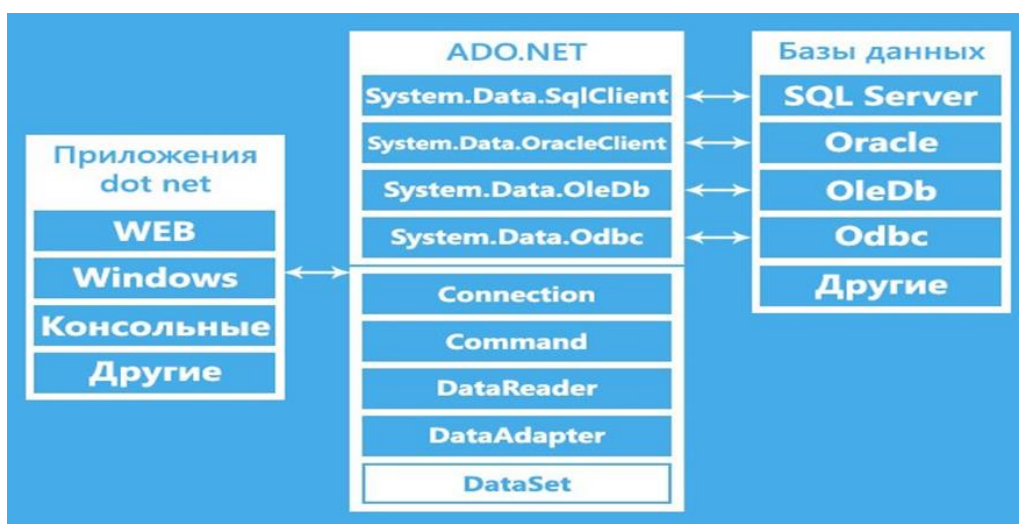 Приложения
dot net
WEB
Windows
Консольные
Другие
ADO.NET
System.Data.SqlClient
System.Data.OracleClient
System.Data.OleDb
System.Data.Odbc
Connection
Command
DataReader
DataAdapter
DataSet
Базы данных
SQL Server
Oracle
OleDb
Odbc
Другие